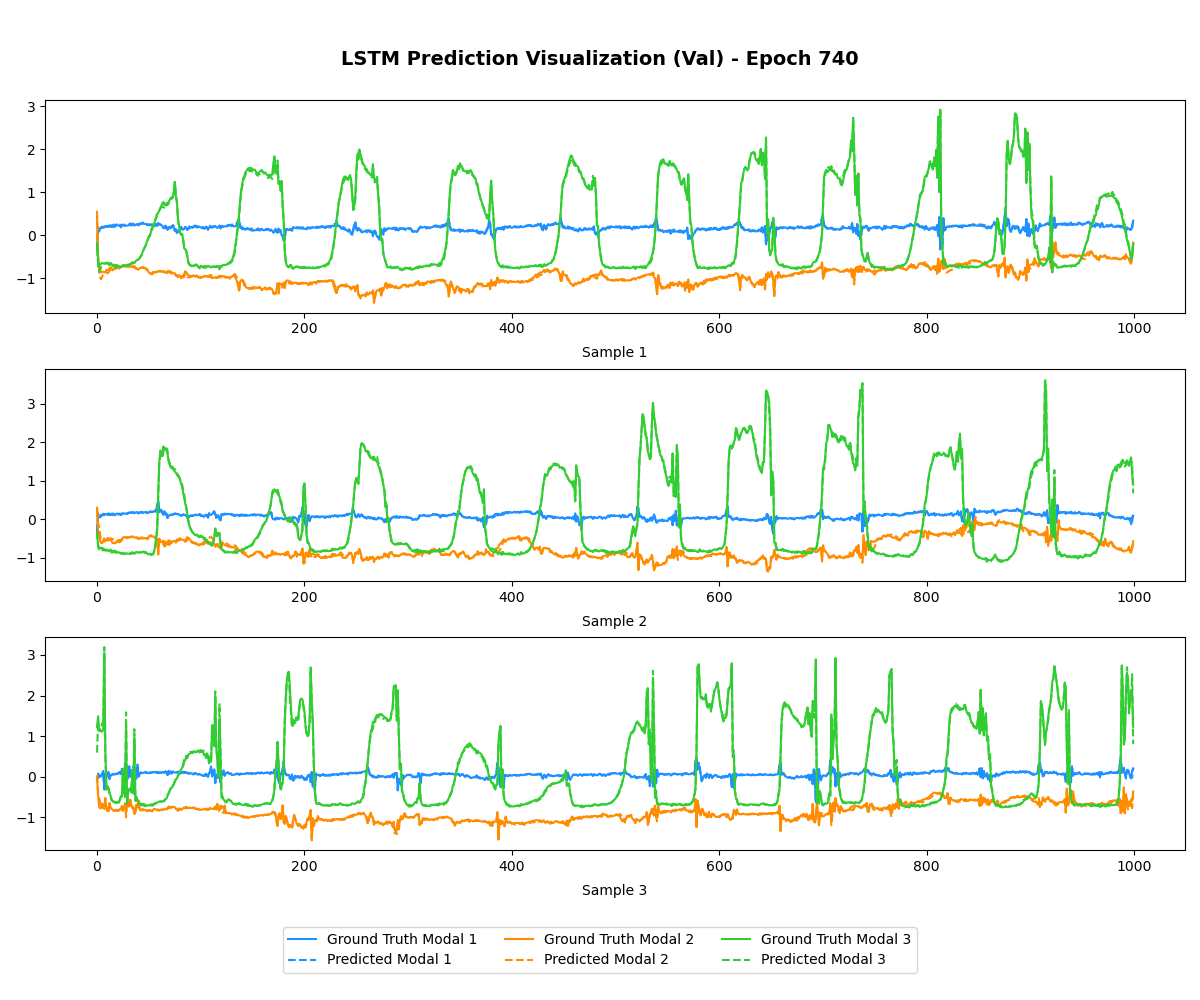 LSTM Prediction Visualization (Val) - Epoch 740
3
2
1
0
−1
0 200 400 600 800 1000
Sample 1
3
2
1
0
−1
0 200 400 600 800 1000
Sample 2
3
2
1
0
−1
0 200 400 600 800 1000
Sample 3
Ground Truth Modal 1 Ground Truth Modal 2 Ground Truth Modal 3
Predicted Modal 1 Predicted Modal 2 Predicted Modal 3